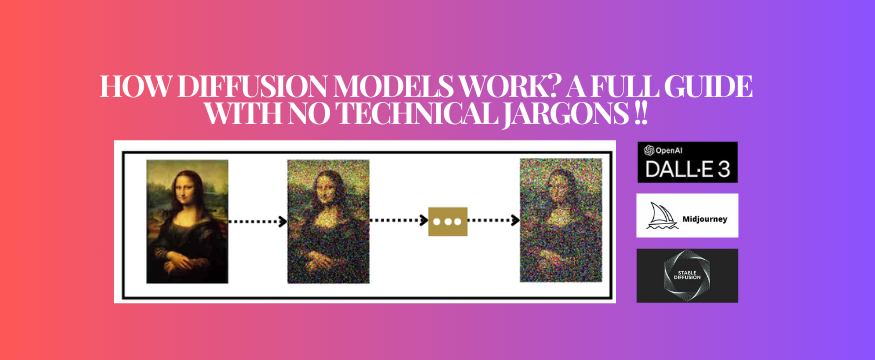 HOW DIFFUSION MODELS WORK? A FULL GUIDE
WITH NO TECHNICAL JARGONS !!
OpenAI
DALL·E 3
Midjourney
STABLE
DIFFUSION